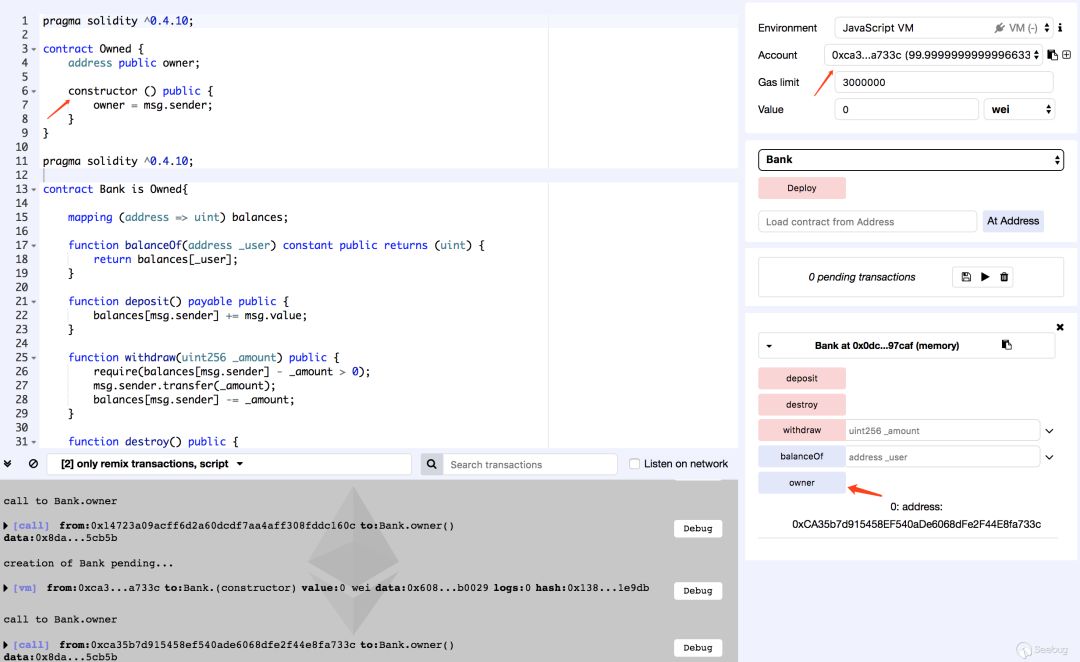 1 pragma solidity ^0.4.10;
2
3 contract Owned {
4 address public owner;
5
6 constructor () public {
7 owner = msg.sender;
8 }
9 }
10
11 pragma solidity ^0.4.10;
12
13 contract Bank is Owned{
14
15 mapping (address => uint) balances;
16
17 function balanceOf(address _user) constant public returns (uint) {
18 return balances[_user];
19 }
20
21 function deposit() payable public {
22 balances[msg.sender] += msg.value;
23 }
24
25 function withdraw(uint256 _amount) public {
26 require(balances[msg.sender] - _amount > 0);
27 msg.sender.transfer(_amount);
28 balances[msg.sender] -= _amount;
29 }
30
31 function destroy() public {
[2] only remix transactions, script
Search transactions
Listen on network
call to Bank.owner
[call] from:0x14723a09acff6d2a60dcdf7aa4aff308fddc160c to:Bank.owner()
data:0x8da...5cb5b
Debug
creation of Bank pending...
[vm] from:0xca3...a733c to:Bank.(constructor) value:0 wei data:0x608...b0029 logs:0 hash:0x138...1e9db
Debug
call to Bank.owner
[call] from:0xca35b7d915458ef540ade6068dfe2f44e8fa733c to:Bank.owner()
data:0x8da...5cb5b
Debug
Environment JavaScript VM VM (-) i
Account 0xca3...a733c (99.9999999999996633
Gas limit 3000000
Value 0 wei
Bank
Deploy
Load contract from Address At Address
0 pending transactions
Bank at 0x0dc...97caf (memory)
deposit
destroy
withdraw uint256 _amount
balanceOf address _user
owner
0: address:
0xCA35b7d915458EF540aDe6068dFe2F44E8fa733c
Seebug